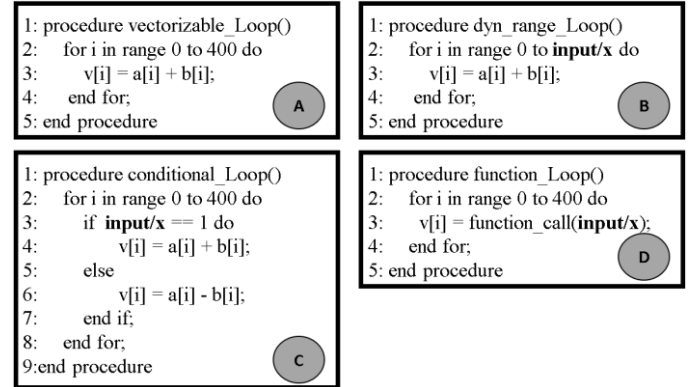 1: procedure vectorizable_Loop()
2: for i in range 0 to 400 do
3: v[i] = a[i] + b[i];
4: end for;
5: end procedure
A
1: procedure dyn_range_Loop()
2: for i in range 0 to input/x do
3: v[i] = a[i] + b[i];
4: end for;
5: end procedure
B
1: procedure conditional_Loop()
2: for i in range 0 to 400 do
3: if input/x == 1 do
4: v[i] = a[i] + b[i];
5: else
6: v[i] = a[i] - b[i];
7: end if;
8: end for;
9:end procedure
C
1: procedure function_Loop()
2: for i in range 0 to 400 do
3: v[i] = function_call(input/x);
4: end for;
5: end procedure
D